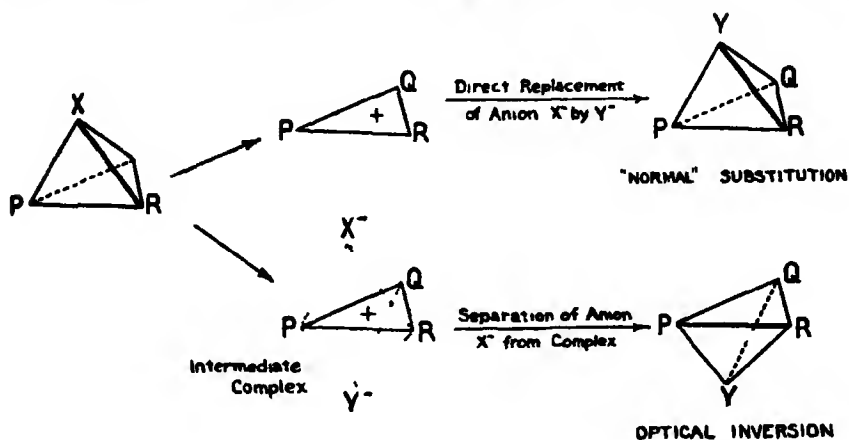 X
P
R
P
Q
+
R
Direct Replacement
of Anion X⁻ by Y⁻
Y
Q
P
R
"NORMAL" SUBSTITUTION
X⁻
P
Q
+
R
Intermediate
Complex
Y⁻
Separation of Anion
X⁻ from Complex
Q
P
R
Y
OPTICAL INVERSION